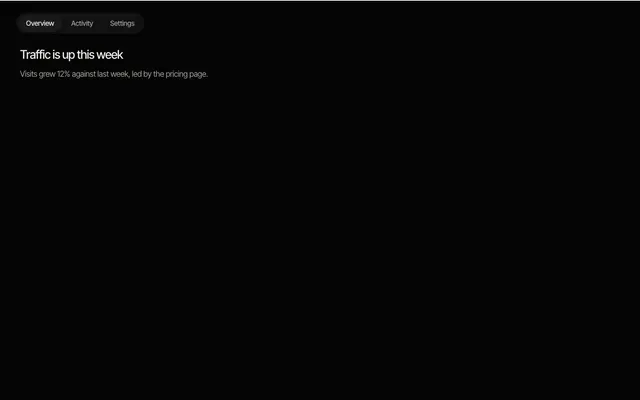 Overview Activity Settings
Traffic is up this week
Visits grew 12% against last week, led by the pricing page.